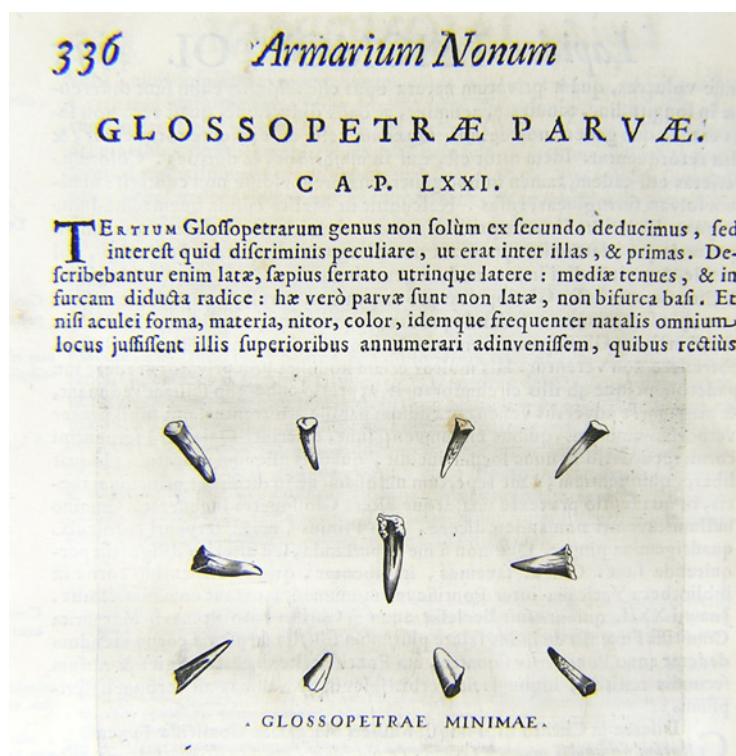 336 Armarium Nonum
GLOSSOPETRÆ PARVÆ.
CAP. LXXI.
TERTIUM Gloſſopetrarum genus non ſolùm ex ſecundo deducimus, ſed
intereſt quid diſcriminis peculiare, ut erat inter illas, & primas. De-
ſcribebantur enim latæ, ſæpius ſerrato utrinque latere: mediæ tenues, & in
furcam diducta radice: hæ verò parvæ ſunt non latæ, non bifurca baſi. Et
niſi aculei forma, materia, nitor, color, idemque frequenter natalis omnium
locus juſſiſſent illis ſuperioribus annumerari adinveniſſem, quibus rectiùs
. GLOSSOPETRAE MINIMAE.